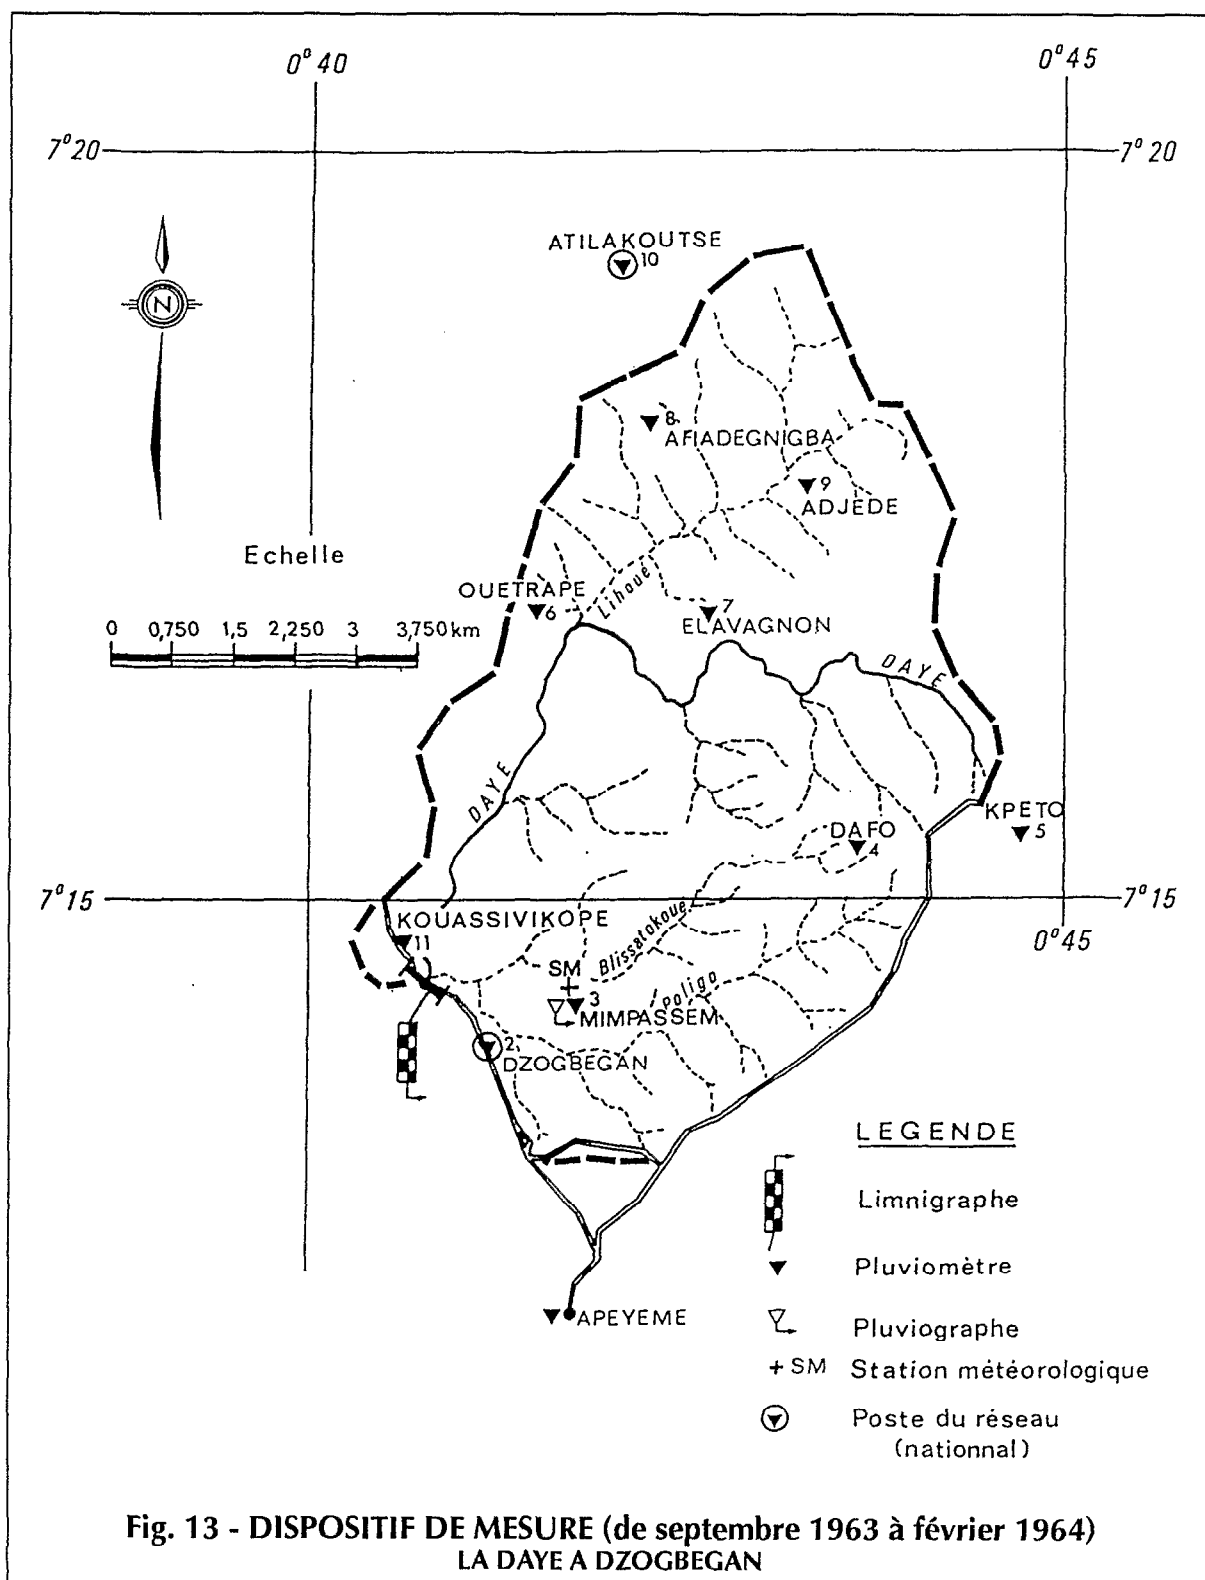 0° 40
0° 45
7° 20
7° 20
ATILAKOUTSE
10
N
8
AFIADEGNIGBA
9
ADJEDE
Echelle
OUETRAPE
6
Lihoué
7
ELAVAGNON
0 0,750 1,5 2,250 3 3,750 km
DAYE
DAYE
KPETO
5
DAFO
4
7° 15
7° 15
KOUASSIVIKOPE
11
0° 45
Blissatokoue
SM
Poligo
3
MIMPASSEM
2
DZOGBEGAN
LEGENDE
Limnigraphe
Pluviomètre
APEYEME
Pluviographe
+ SM Station météorologique
Poste du réseau
(nationnal)
Fig. 13 - DISPOSITIF DE MESURE (de septembre 1963 à février 1964)
LA DAYE A DZOGBEGAN